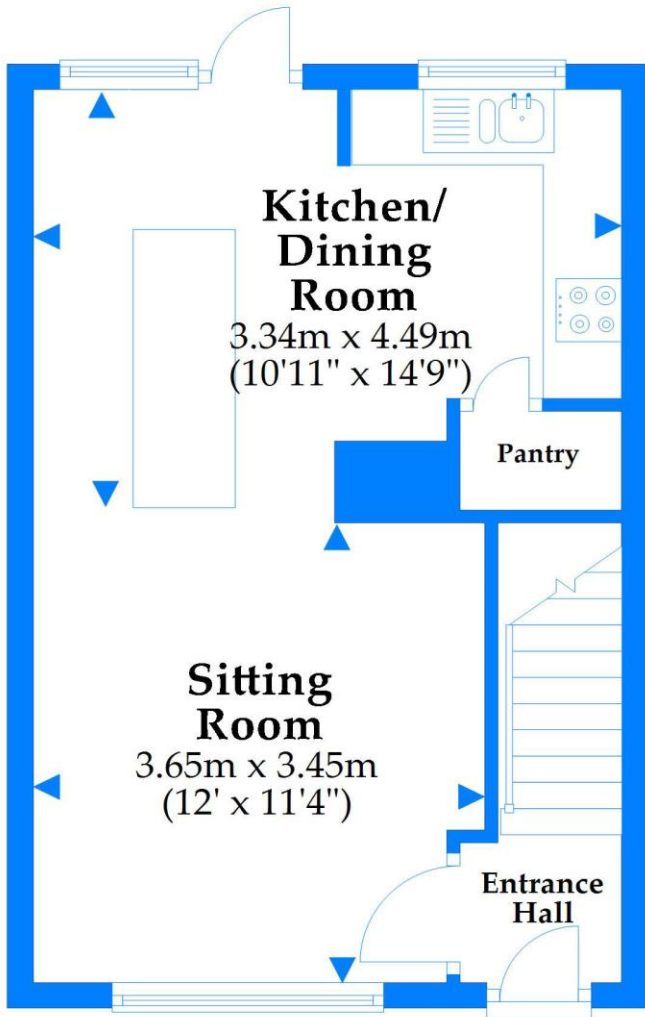 Kitchen/
Dining
Room
3.34m x 4.49m
(10'11" x 14'9")
Pantry
Sitting
Room
3.65m x 3.45m
(12' x 11'4")
Entrance
Hall